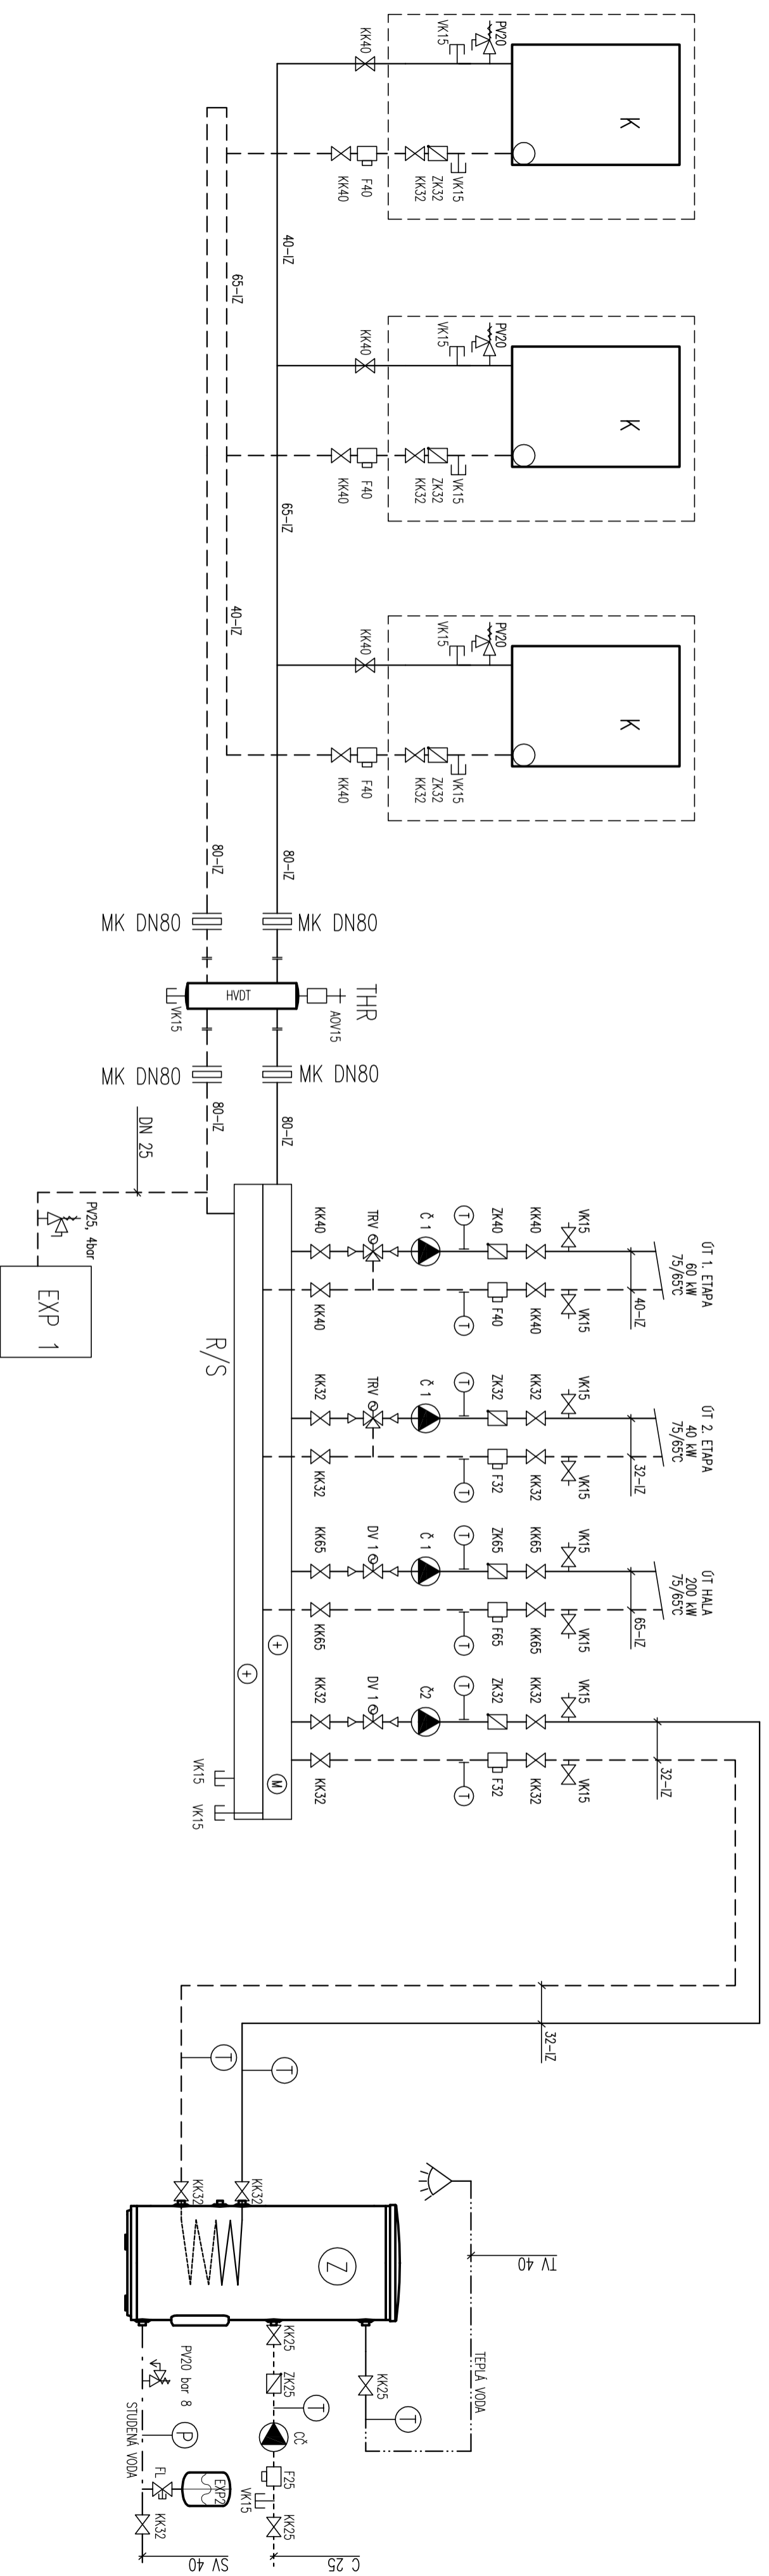 PV20
VK15
KK40
K
VK15
ZK32
KK32
F40
KK40
40-IZ
65-IZ
PV20
VK15
KK40
K
VK15
ZK32
KK32
F40
KK40
65-IZ
40-IZ
PV20
VK15
KK40
K
VK15
ZK32
KK32
F40
KK40
80-IZ
80-IZ
MK DN80
MK DN80
HVDT
THR
AOV15
VK15
MK DN80
MK DN80
80-IZ
80-IZ
DN 25
PV25, 4bar
EXP 1
R/S
ÚT 1. ETAPA
60 kW
75/65°C
40-IZ
VK15
VK15
KK40
KK40
ZK40
F40
T
T
Č 1
TRV
KK40
KK40
ÚT 2. ETAPA
40 kW
75/65°C
32-IZ
VK15
VK15
KK32
KK32
ZK32
F32
T
T
Č 1
TRV
KK32
KK32
ÚT HALA
200 kW
75/65°C
65-IZ
VK15
VK15
KK65
KK65
ZK65
F65
T
T
Č 1
DV 1
KK65
KK65
32-IZ
VK15
VK15
KK32
KK32
ZK32
F32
T
T
Č2
DV 1
KK32
KK32
M
VK15
VK15
32-IZ
T
T
KK32
KK32
Z
TV 40
TEPLÁ VODA
KK25
T
KK25
ZK25
T
CČ
F25
VK15
KK25
C 25
PV20 bar 8
STUDENÁ VODA
P
FL
EXP2
KK32
SV 40